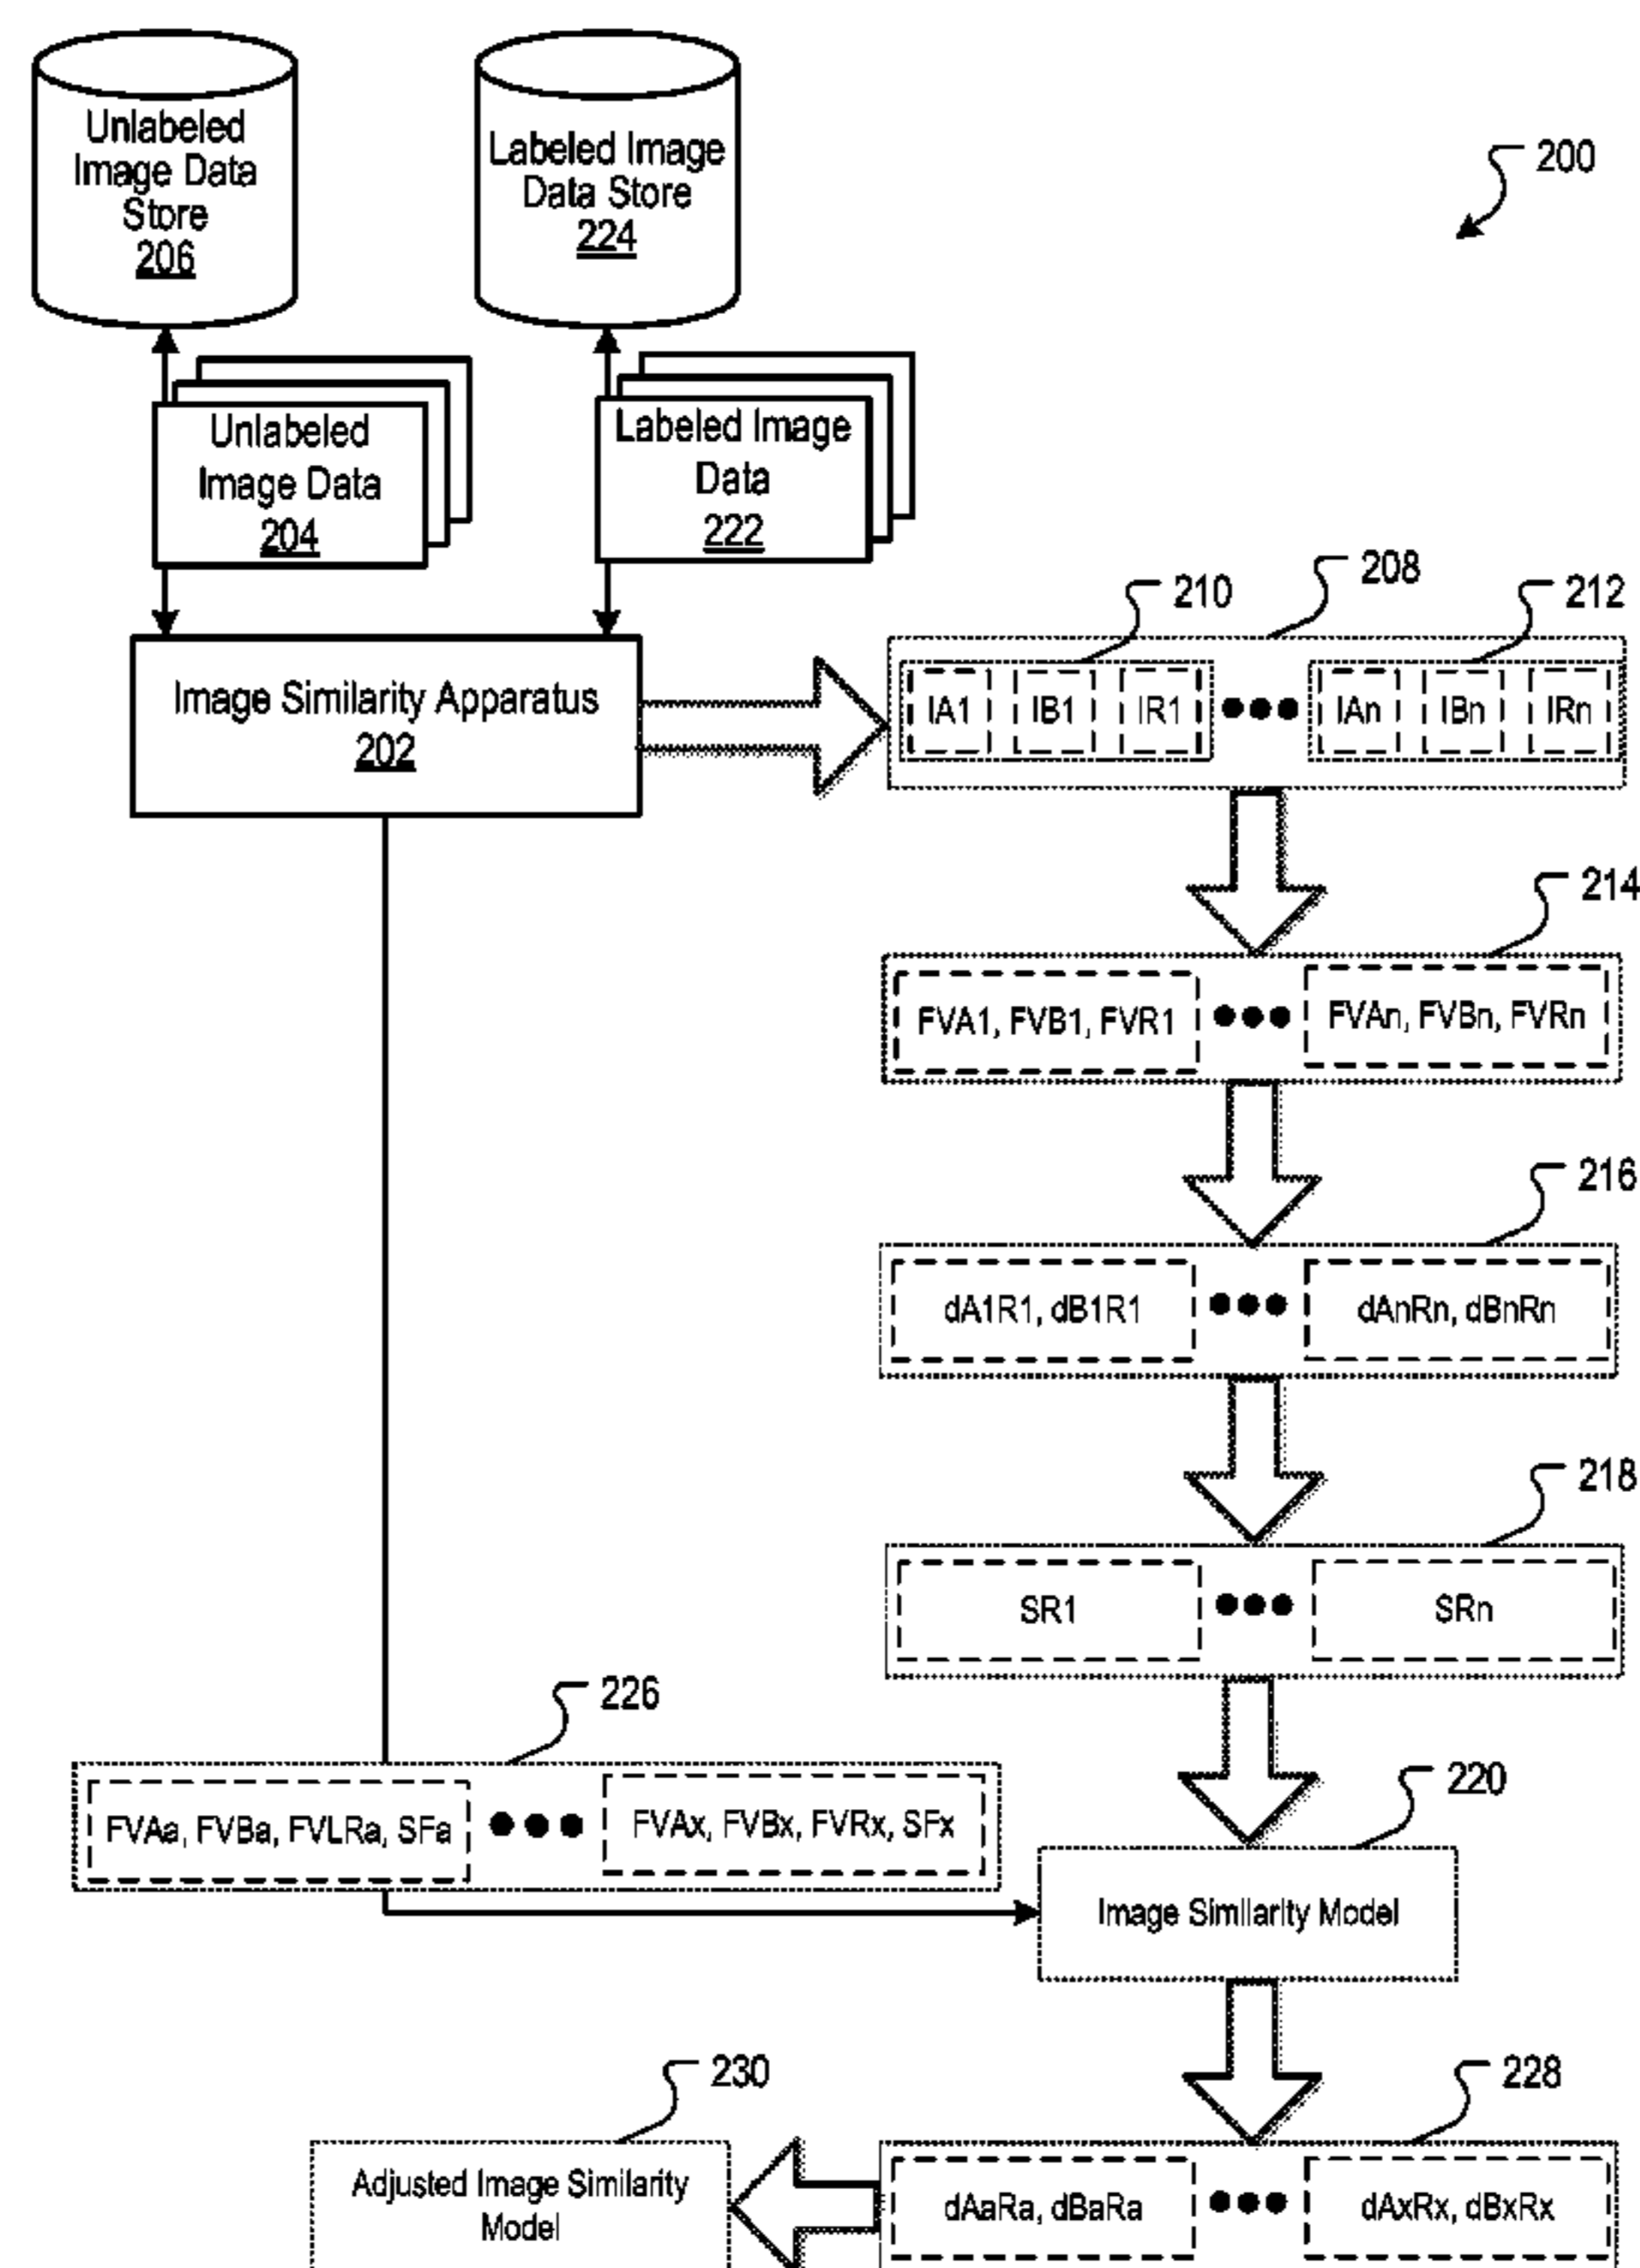 Unlabeled
Image Data
Store
206
Labeled Image
Data Store
224
200
Unlabeled
Image Data
204
Labeled Image
Data
222
208
210
212
Image Similarity Apparatus
202
IA1 IB1 IR1 ●●● IAn IBn IRn
214
FVA1, FVB1, FVR1 ●●● FVAn, FVBn, FVRn
216
dA1R1, dB1R1 ●●● dAnRn, dBnRn
218
SR1 ●●● SRn
226
FVAa, FVBa, FVLRa, SFa ●●● FVAx, FVBx, FVRx, SFx
220
Image Similarity Model
230
228
Adjusted Image Similarity
Model
dAaRa, dBaRa ●●● dAxRx, dBxRx